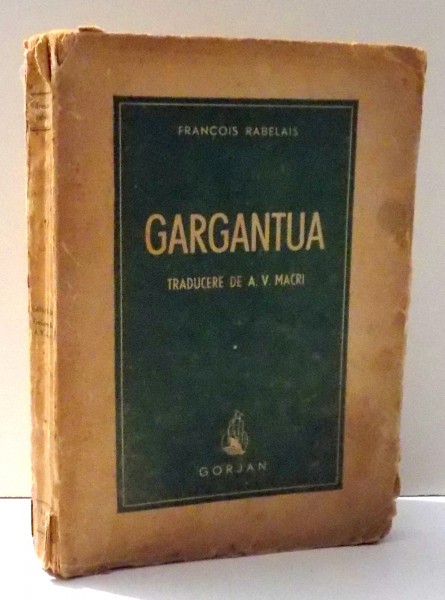 FRANÇOIS RABELAIS
GARGANTUA
TRADUCERE DE A. V. MACRI
GORJAN